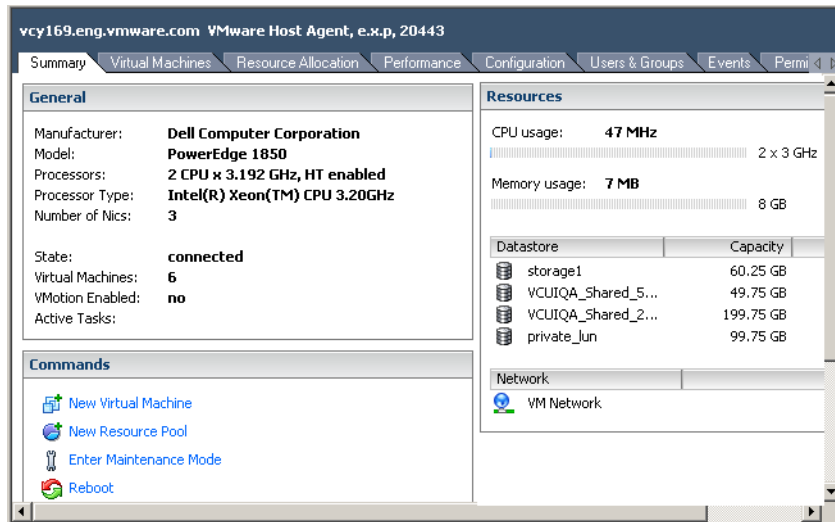 vcy169.eng.vmware.com VMware Host Agent, e.x.p, 20443
Summary Virtual Machines Resource Allocation Performance Configuration Users & Groups Events Permi
General
Manufacturer: Dell Computer Corporation
Model: PowerEdge 1850
Processors: 2 CPU x 3.192 GHz, HT enabled
Processor Type: Intel(R) Xeon(TM) CPU 3.20GHz
Number of Nics: 3
State: connected
Virtual Machines: 6
VMotion Enabled: no
Active Tasks:
Commands
New Virtual Machine
New Resource Pool
Enter Maintenance Mode
Reboot
Resources
CPU usage: 47 MHz
2 x 3 GHz
Memory usage: 7 MB
8 GB
Datastore Capacity
storage1 60.25 GB
VCUIQA_Shared_5... 49.75 GB
VCUIQA_Shared_2... 199.75 GB
private_lun 99.75 GB
Network
VM Network